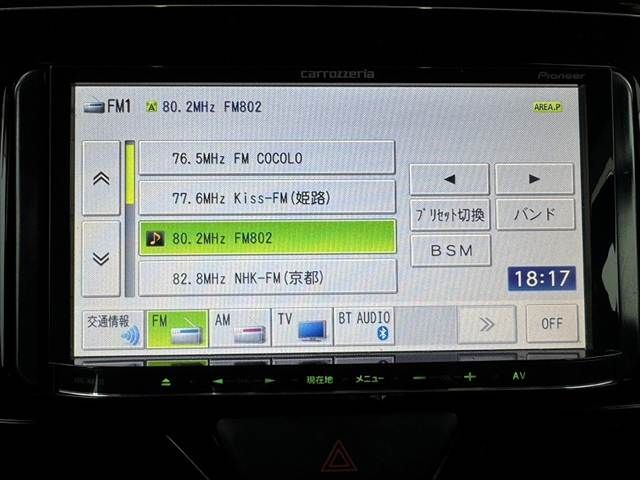 carrozzeria
Pioneer
FM1 A 80.2MHz FM802
AREA.P
76.5MHz FM COCOLO
77.6MHz Kiss-FM(姫路)
80.2MHz FM802
82.8MHz NHK-FM(京都)
プリセット切換
バンド
BSM
18:17
交通情報
FM
AM
TV
BT AUDIO
OFF
現在地
メニュー
AV